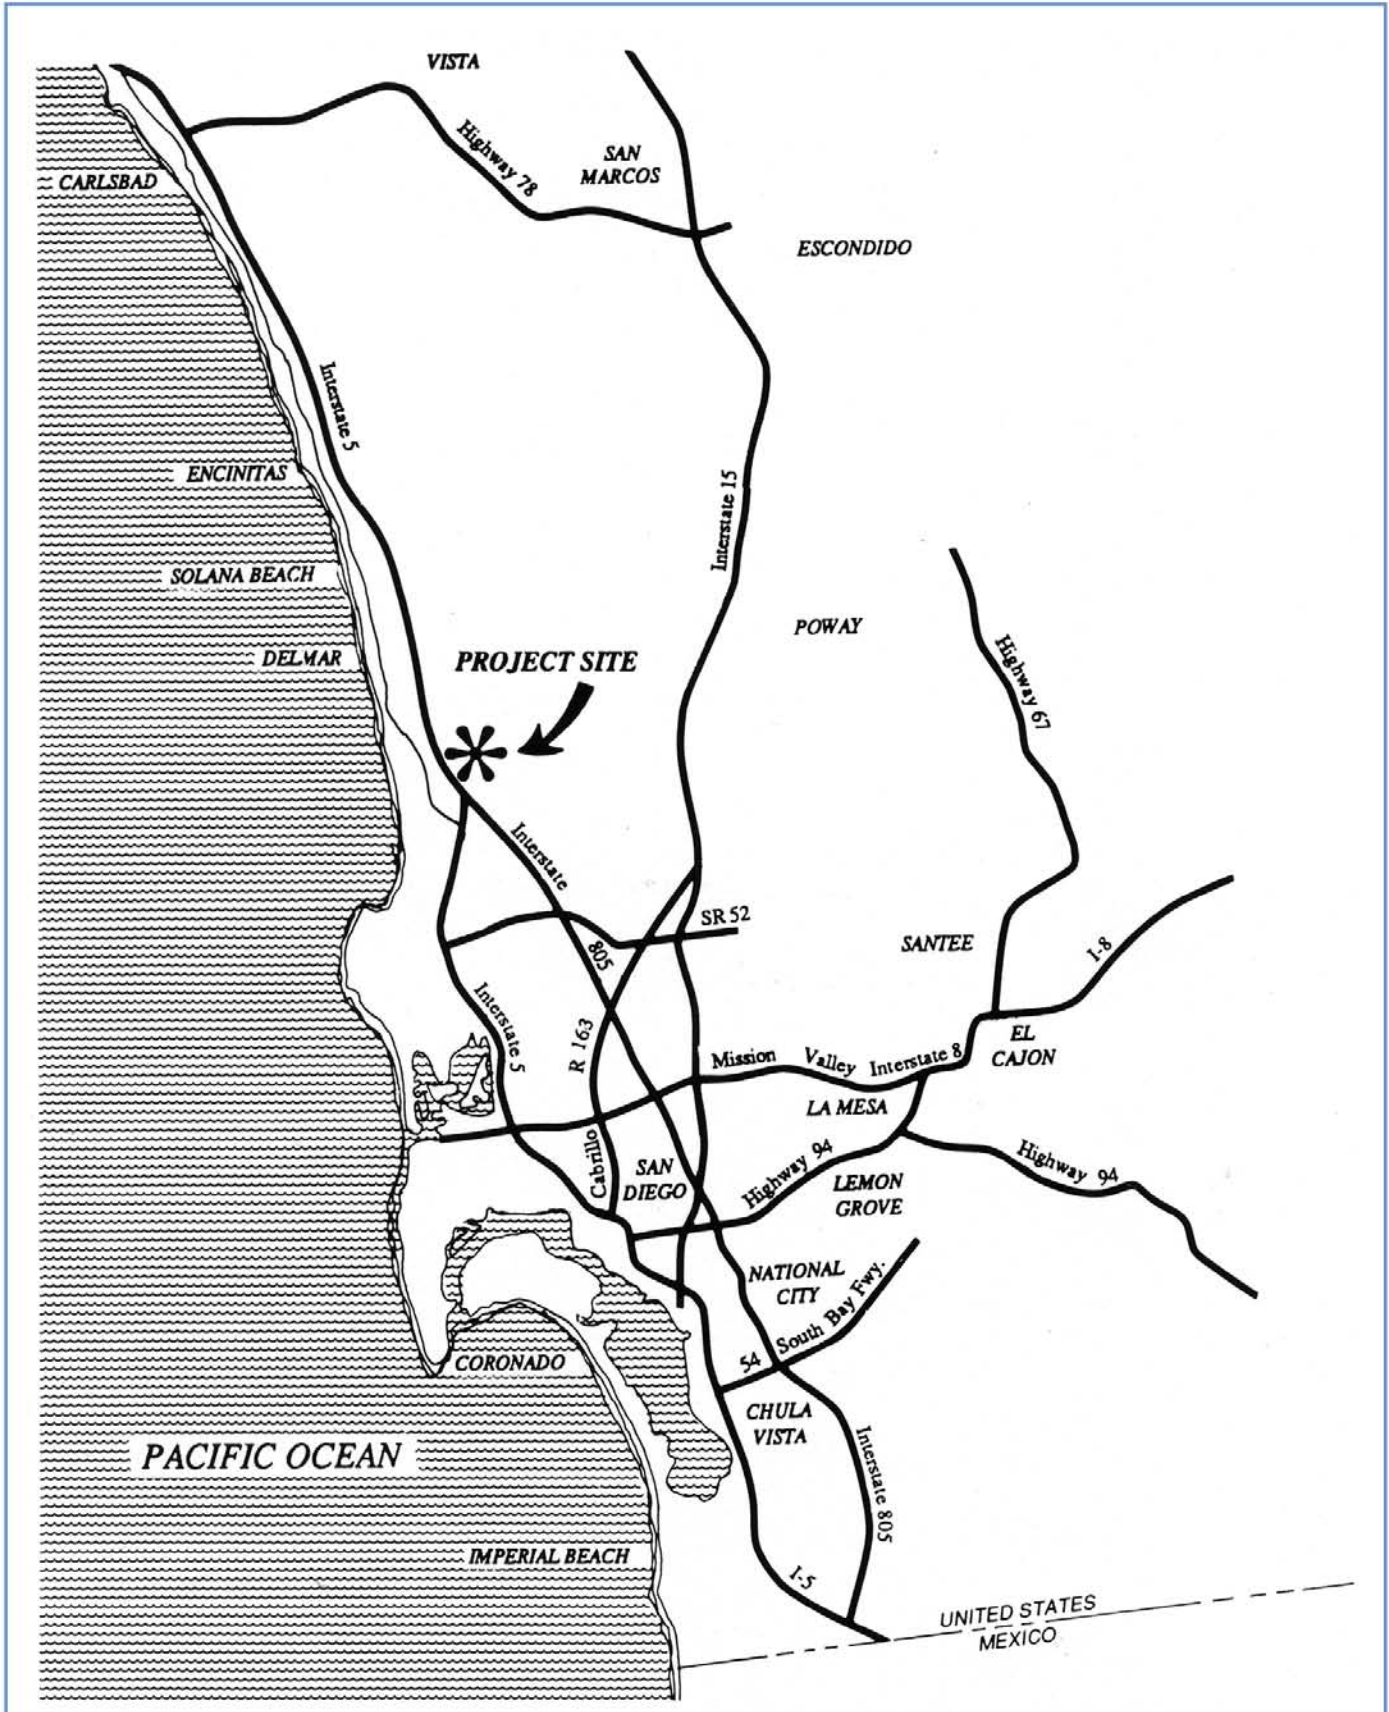 VISTA
Highway 78
SAN
MARCOS
CARLSBAD
ESCONDIDO
Interstate 5
ENCINITAS
Interstate 15
SOLANA BEACH
POWAY
DELMAR
PROJECT SITE
Highway 67
Interstate
805
SR 52
SANTEE
I-8
Interstate 5
R 163
EL
CAJON
Mission Valley Interstate 8
LA MESA
Cabrillo
SAN
DIEGO
Highway 94
Highway 94
LEMON
GROVE
NATIONAL
CITY
54 South Bay Fwy.
CORONADO
CHULA
VISTA
PACIFIC OCEAN
Interstate 805
IMPERIAL BEACH
I-5
UNITED STATES
MEXICO